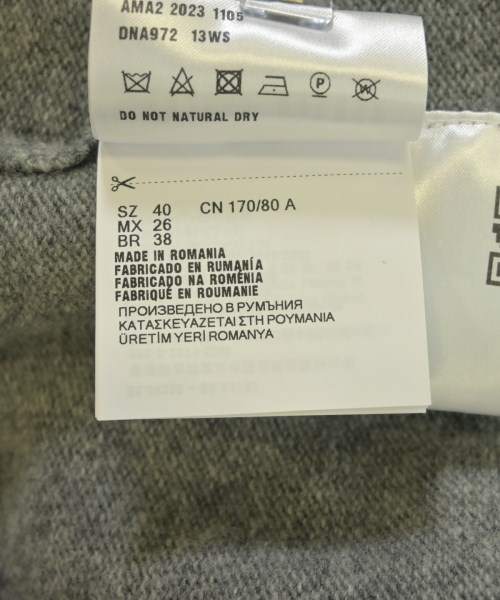 AMA2 2023 1105
DNA972 13WS
P
W
DO NOT NATURAL DRY
SZ 40 CN 170/80 A
MX 26
BR 38
MADE IN ROMANIA
FABRICADO EN RUMANÍA
FABRICADO NA ROMÊNIA
FABRIQUÉ EN ROUMANIE
ПРОИЗВЕДЕНО В РУМЪНИЯ
ΚΑΤΑΣΚΕΥΑΖΕΤΑΙ ΣΤΗ ΡΟΥΜΑΝΙΑ
ÜRETİM YERİ ROMANYA